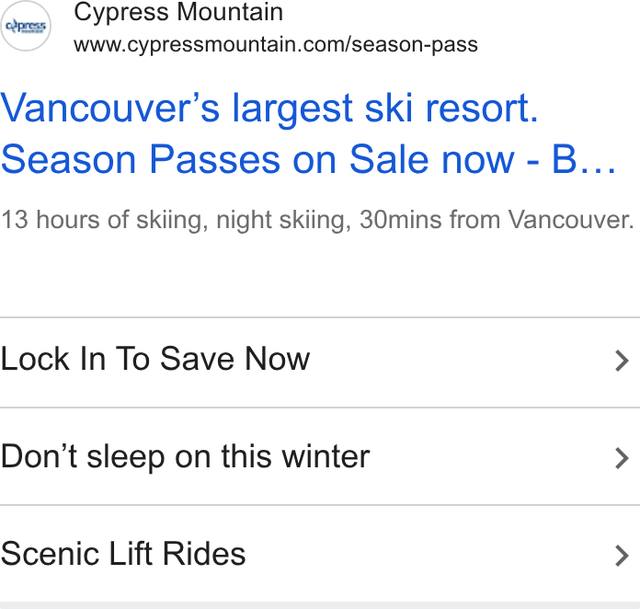 Cypress Mountain
cypress
www.cypressmountain.com/season-pass
Vancouver’s largest ski resort.
Season Passes on Sale now - B…
13 hours of skiing, night skiing, 30mins from Vancouver.
Lock In To Save Now
Don’t sleep on this winter
Scenic Lift Rides